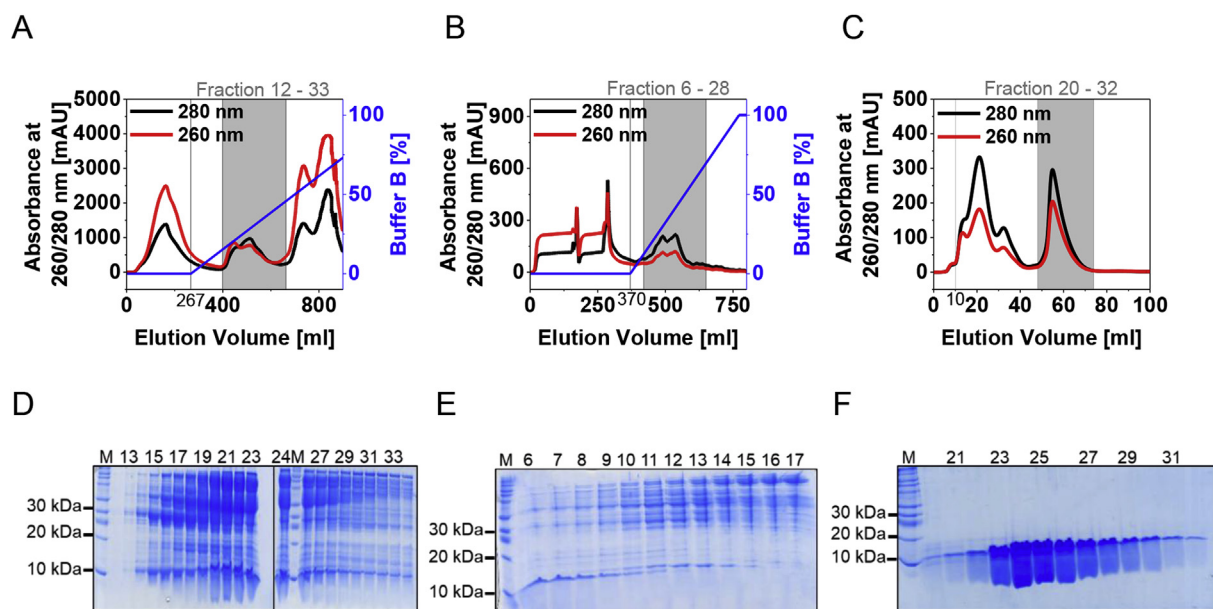 A
B
C
Fraction 12 - 33
Absorbance at
260/280 nm [mAU]
5000
4000
3000
2000
1000
0
280 nm
260 nm
100
50
0
Buffer B [%]
0
267
400
800
Elution Volume [ml]
Fraction 6 - 28
Absorbance at
260/280 nm [mAU]
900
600
300
0
280 nm
260 nm
100
50
0
Buffer B [%]
0
250
370
500
750
Elution Volume [ml]
Fraction 20 - 32
Absorbance at
260/280 nm [mAU]
500
400
300
200
100
0
280 nm
260 nm
0
10
20
40
60
80
100
Elution Volume [ml]
D
E
F
M 13 15 17 19 21 23 24 M 27 29 31 33
30 kDa
20 kDa
10 kDa
M 6 7 8 9 10 11 12 13 14 15 16 17
30 kDa
20 kDa
10 kDa
M 21 23 25 27 29 31
30 kDa
20 kDa
10 kDa